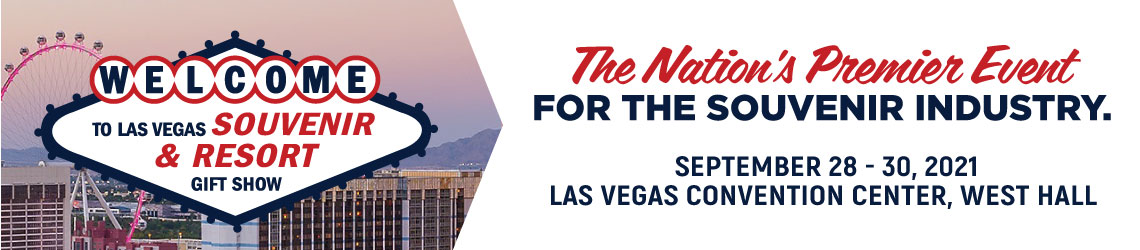 WELCOME
TO LAS VEGAS SOUVENIR
& RESORT
GIFT SHOW
The Nation's Premier Event
FOR THE SOUVENIR INDUSTRY.
SEPTEMBER 28 - 30, 2021
LAS VEGAS CONVENTION CENTER, WEST HALL